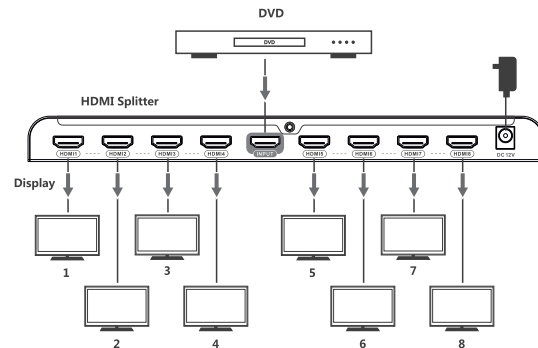 DVD
DVD
HDMI Splitter
HDMI1 HDMI2 HDMI3 HDMI4 INPUT HDMI5 HDMI6 HDMI7 HDMI8 DC 12V
Display
1 3 5 7
2 4 6 8